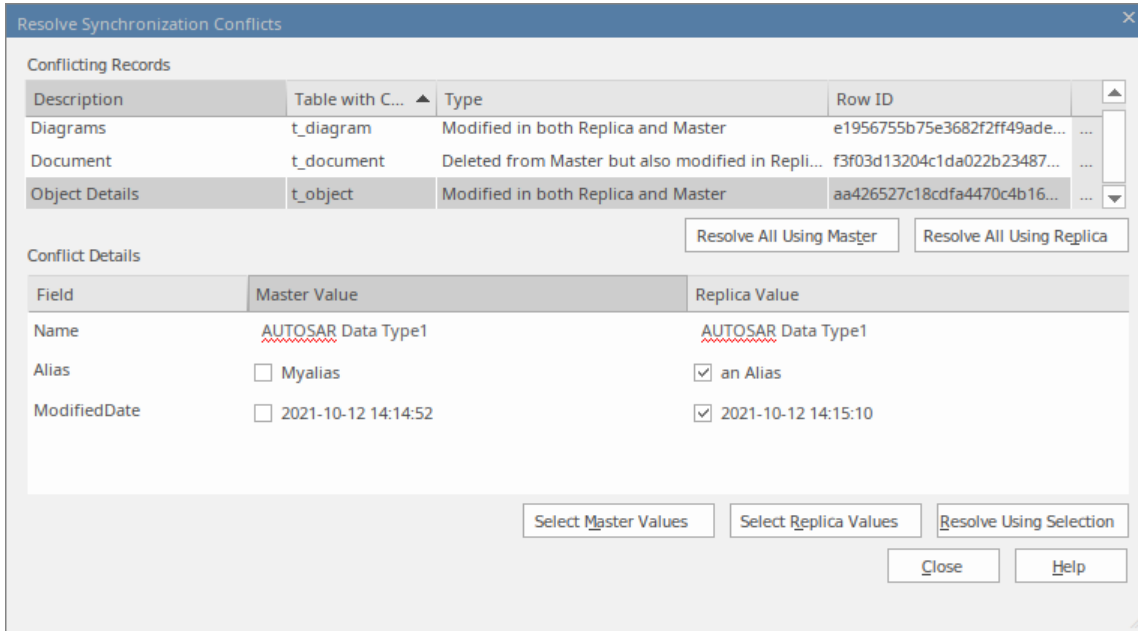 Resolve Synchronization Conflicts
Conflicting Records
Description Table with C... Type Row ID
Diagrams t_diagram Modified in both Replica and Master e1956755b75e3682f2ff49ade... ...
Document t_document Deleted from Master but also modified in Repli... f3f03d13204c1da022b23487... ...
Object Details t_object Modified in both Replica and Master aa426527c18cdfa4470c4b16... ...
Resolve All Using Master Resolve All Using Replica
Conflict Details
Field Master Value Replica Value
Name AUTOSAR Data Type1 AUTOSAR Data Type1
Alias Myalias an Alias
ModifiedDate 2021-10-12 14:14:52 2021-10-12 14:15:10
Select Master Values Select Replica Values Resolve Using Selection
Close Help